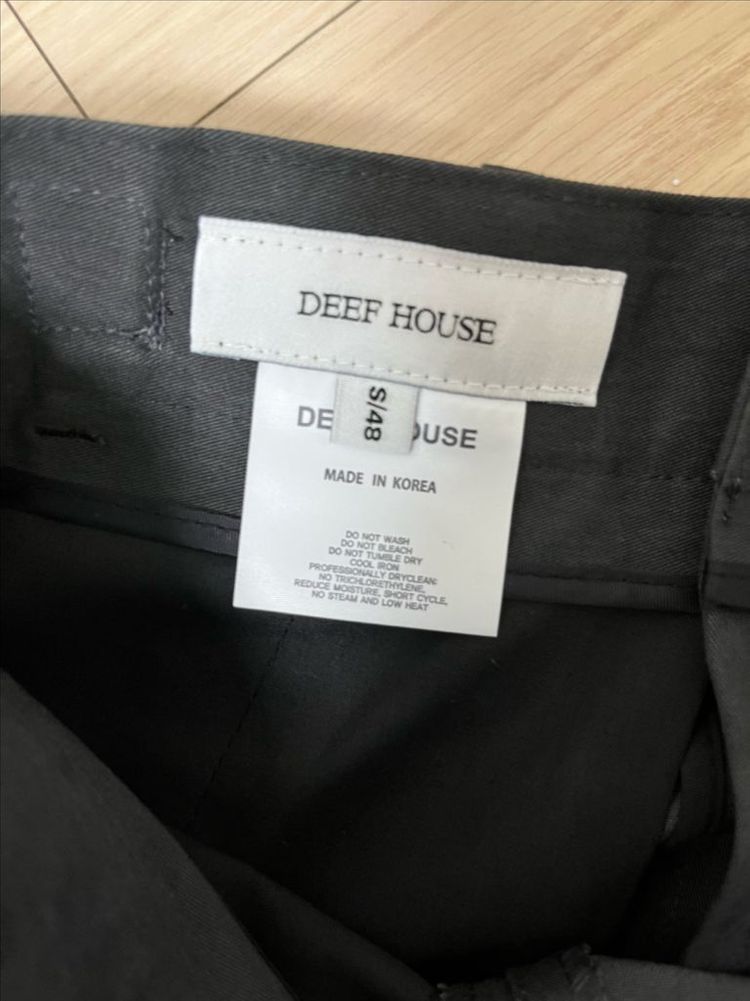 DEEF HOUSE
S/48
DE OUSE
MADE IN KOREA
DO NOT WASH
DO NOT BLEACH
DO NOT TUMBLE DRY
COOL IRON
PROFESSIONALLY DRYCLEAN:
NO TRICHLORETHYLENE,
REDUCE MOISTURE, SHORT CYCLE,
NO STEAM AND LOW HEAT